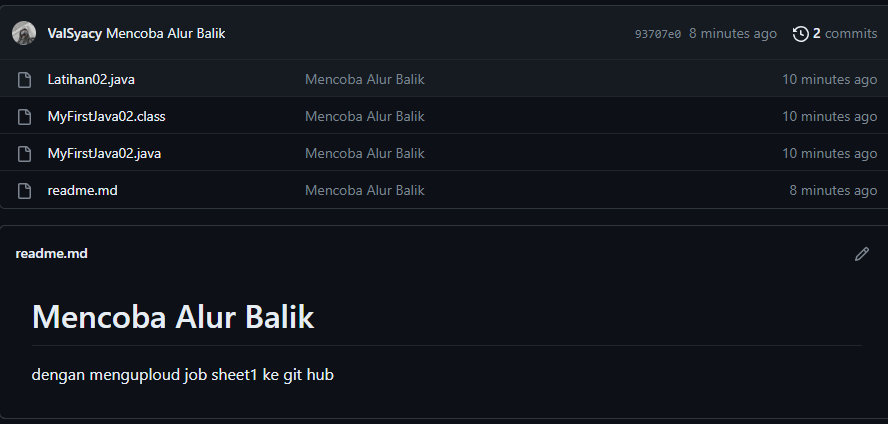 ValSyacy Mencoba Alur Balik 93707e0 8 minutes ago 2 commits
Latihan02.java Mencoba Alur Balik 10 minutes ago
MyFirstJava02.class Mencoba Alur Balik 10 minutes ago
MyFirstJava02.java Mencoba Alur Balik 10 minutes ago
readme.md Mencoba Alur Balik 8 minutes ago
readme.md
Mencoba Alur Balik
dengan menguploud job sheet1 ke git hub